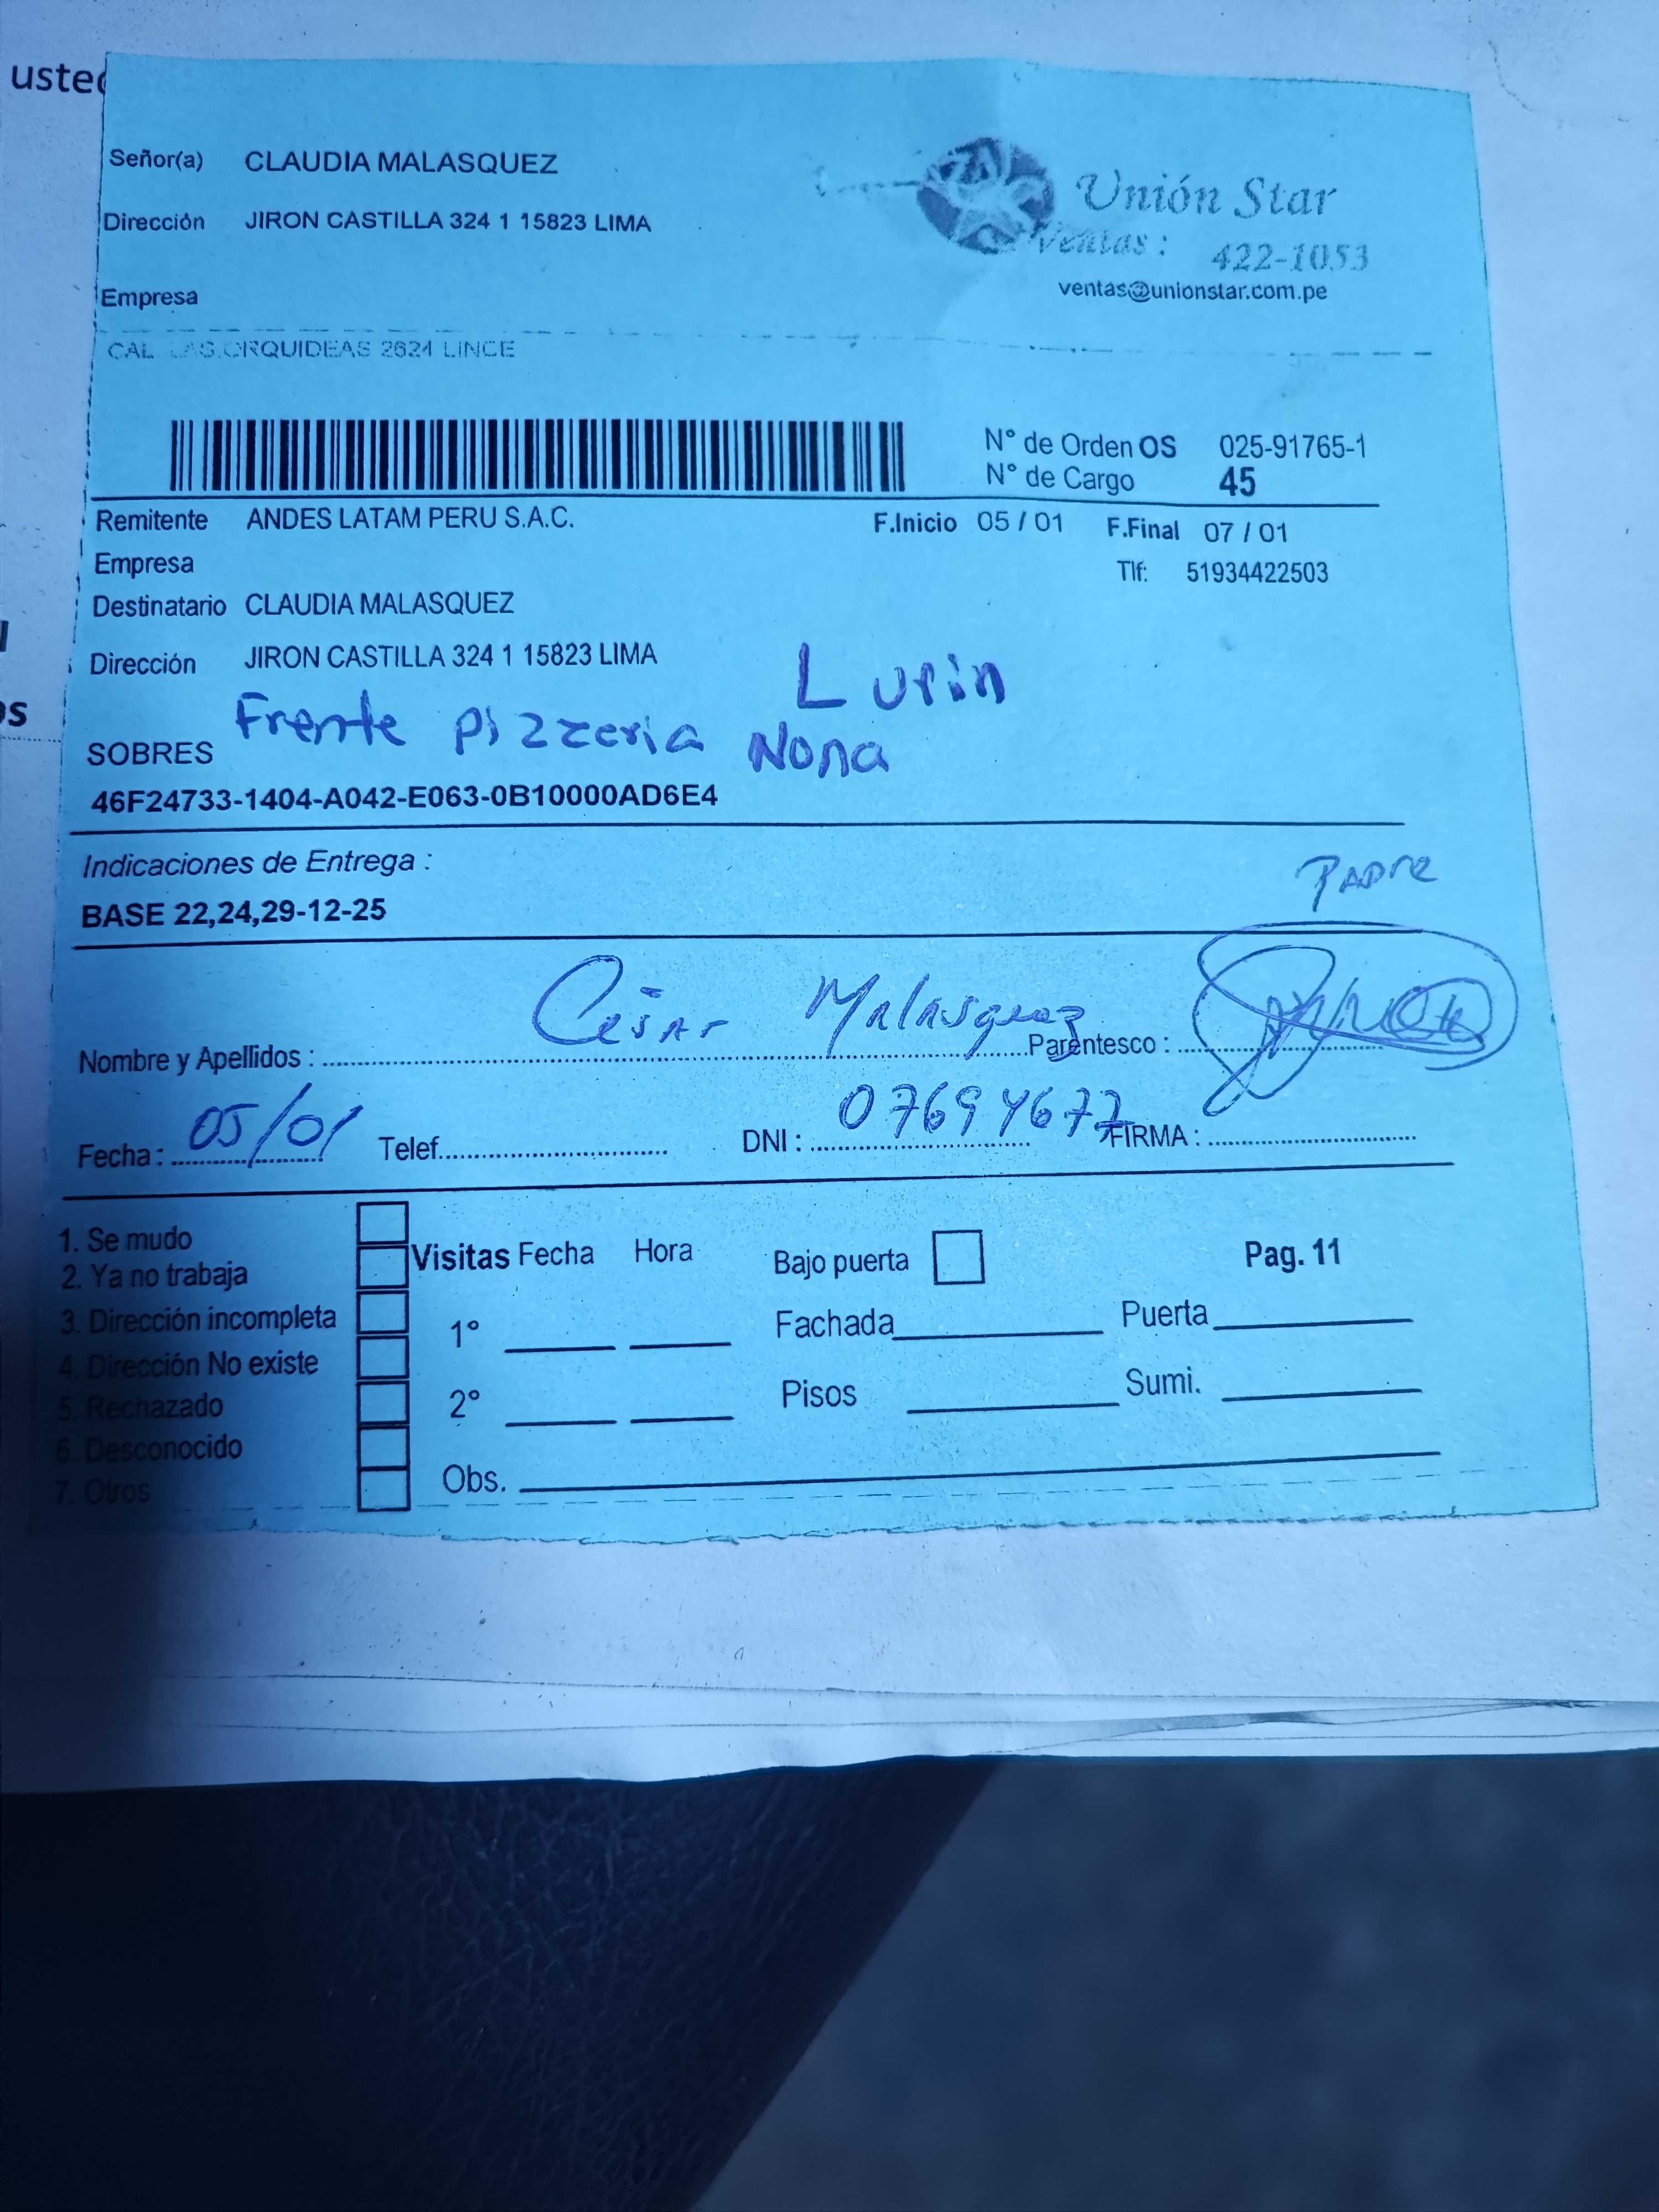 usted
Señor(a) CLAUDIA MALASQUEZ
Dirección JIRON CASTILLA 324 1 15823 LIMA
Empresa
Unión Star
Ventas: 422-1053
ventas@unionstar.com.pe
CAL LAS.ORQUIDEAS 2624 LINCE
N° de Orden OS 025-91765-1
N° de Cargo 45
Remitente ANDES LATAM PERU S.A.C. F.Inicio 05 / 01 F.Final 07 / 01
Empresa Tlf: 51934422503
Destinatario CLAUDIA MALASQUEZ
Dirección JIRON CASTILLA 324 1 15823 LIMA
Lurin
Frente Pizzeria Nona
SOBRES
46F24733-1404-A042-E063-0B10000AD6E4
Indicaciones de Entrega :
BASE 22,24,29-12-25
PADRE
Nombre y Apellidos : César Malasquez Parentesco :
Fecha : 05/01 Telef. DNI : 07694677 FIRMA :
1. Se mudo
2. Ya no trabaja
3. Dirección incompleta
4. Dirección No existe
5. Rechazado
6. Desconocido
7. Otros
Visitas Fecha Hora
1°
2°
Bajo puerta Pag. 11
Fachada Puerta
Pisos Sumi.
Obs.